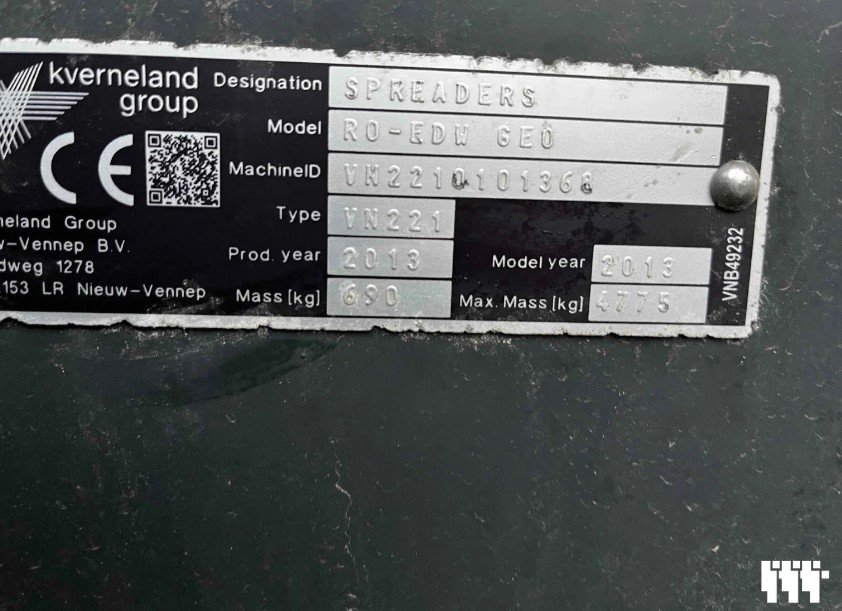 kverneland
group
Designation SPREADERS
Model RO-EDW GEO
MachineID VN2210101368
Type VN221
Prod. year 2013 Model year 2013
Mass [kg] 690 Max. Mass [kg] 4775
CE
neland Group
w-Vennep B.V.
dweg 1278
153 LR Nieuw-Vennep
VNB49232